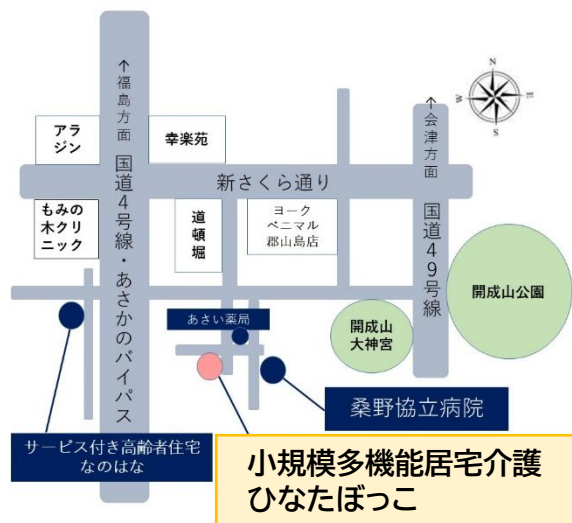 N
W
E
S
↑福島方面
国道4号線・あさかのバイパス
↑会津方面
国道49号線
アラ
ジン
幸楽苑
新さくら通り
もみの
木クリ
ニック
道頓
堀
ヨーク
ベニマル
郡山島店
開成山公園
開成山
大神宮
あさい薬局
桑野協立病院
サービス付き高齢者住宅
なのはな
小規模多機能居宅介護
ひなたぼっこ